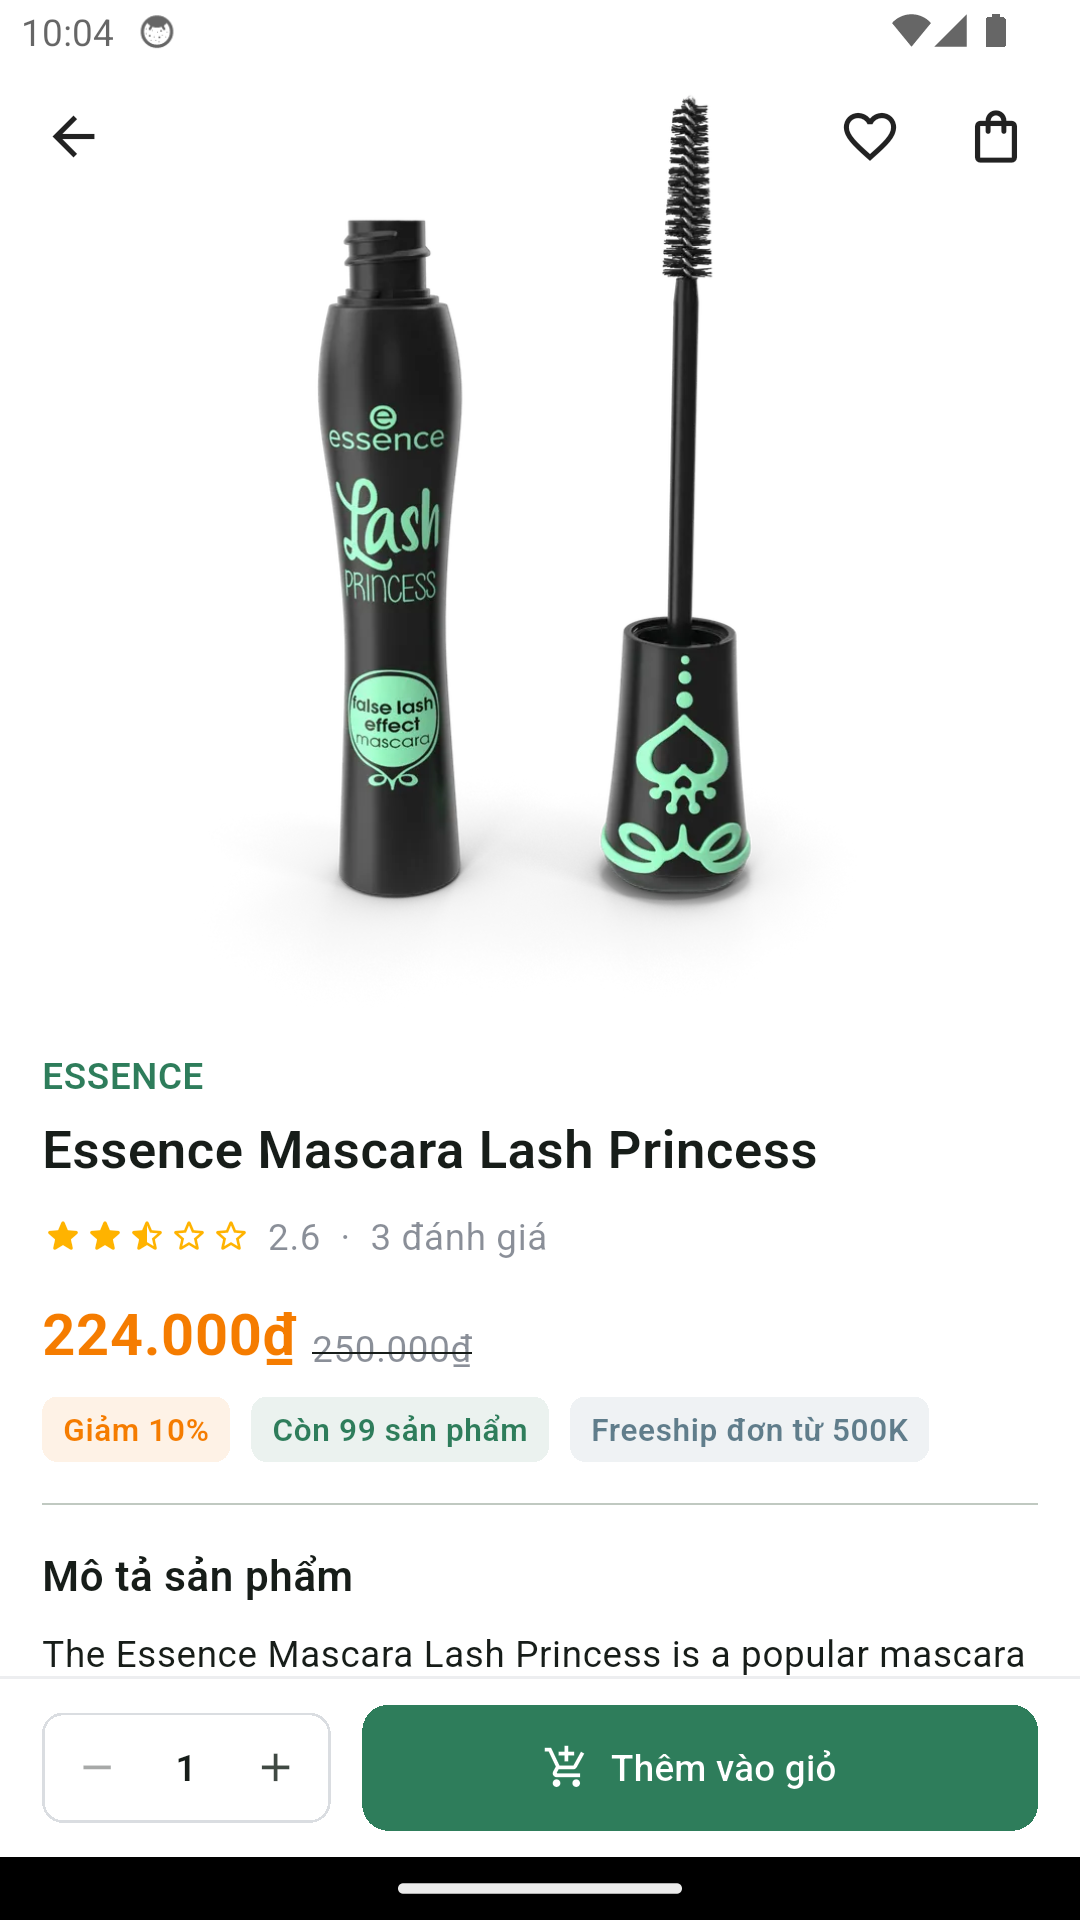 10:04
essence
Lash
PRINCESS
false lash
effect
mascara
ESSENCE
Essence Mascara Lash Princess
2.6 · 3 đánh giá
224.000₫ 250.000₫
Giảm 10% Còn 99 sản phẩm Freeship đơn từ 500K
Mô tả sản phẩm
The Essence Mascara Lash Princess is a popular mascara
1 Thêm vào giỏ